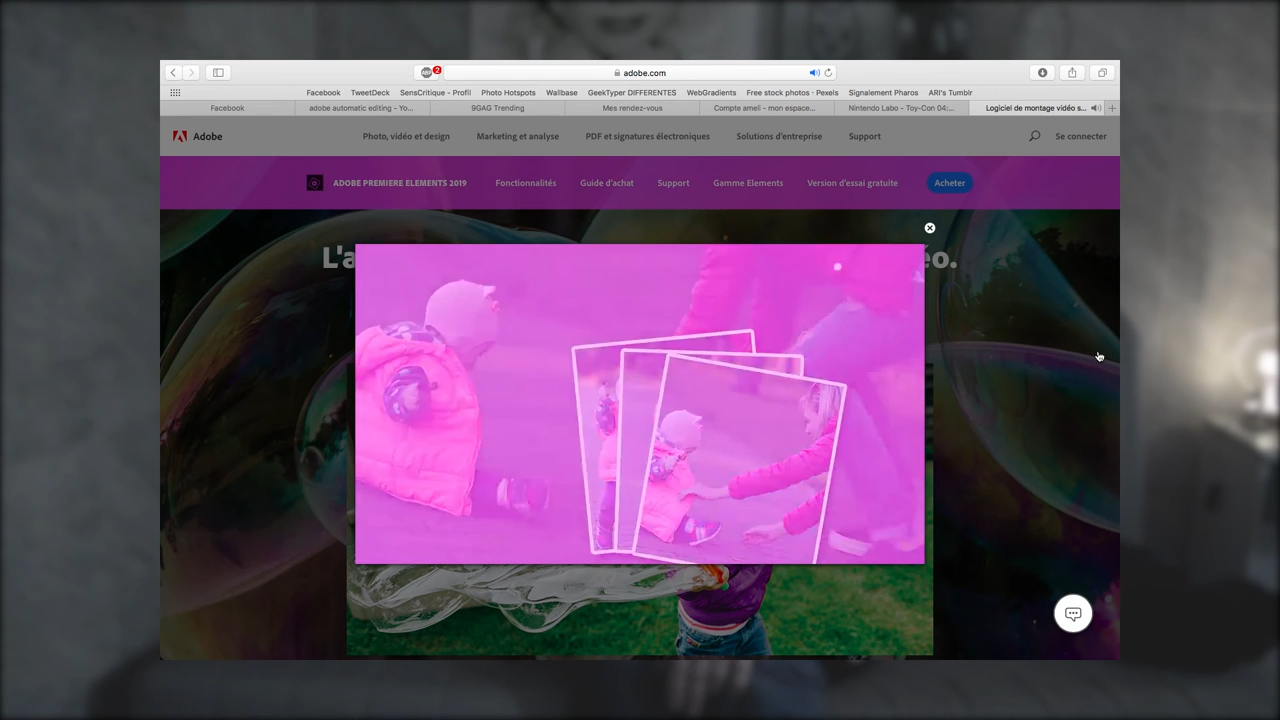 2
adobe.com
Facebook TweetDeck SensCritique - Profil Photo Hotspots Wallbase GeekTyper DIFFERENTES WebGradients Free stock photos · Pexels Signalement Pharos ARI's Tumblr
Facebook adobe automatic editing - Yo... 9GAG Trending Mes rendez-vous Compte ameli - mon espace... Nintendo Labo - Toy-Con 04:... Logiciel de montage vidéo s...
Adobe Photo, vidéo et design Marketing et analyse PDF et signatures électroniques Solutions d'entreprise Support Se connecter
ADOBE PREMIERE ELEMENTS 2019 Fonctionnalités Guide d'achat Support Gamme Elements Version d'essai gratuite Acheter
L'a éo.